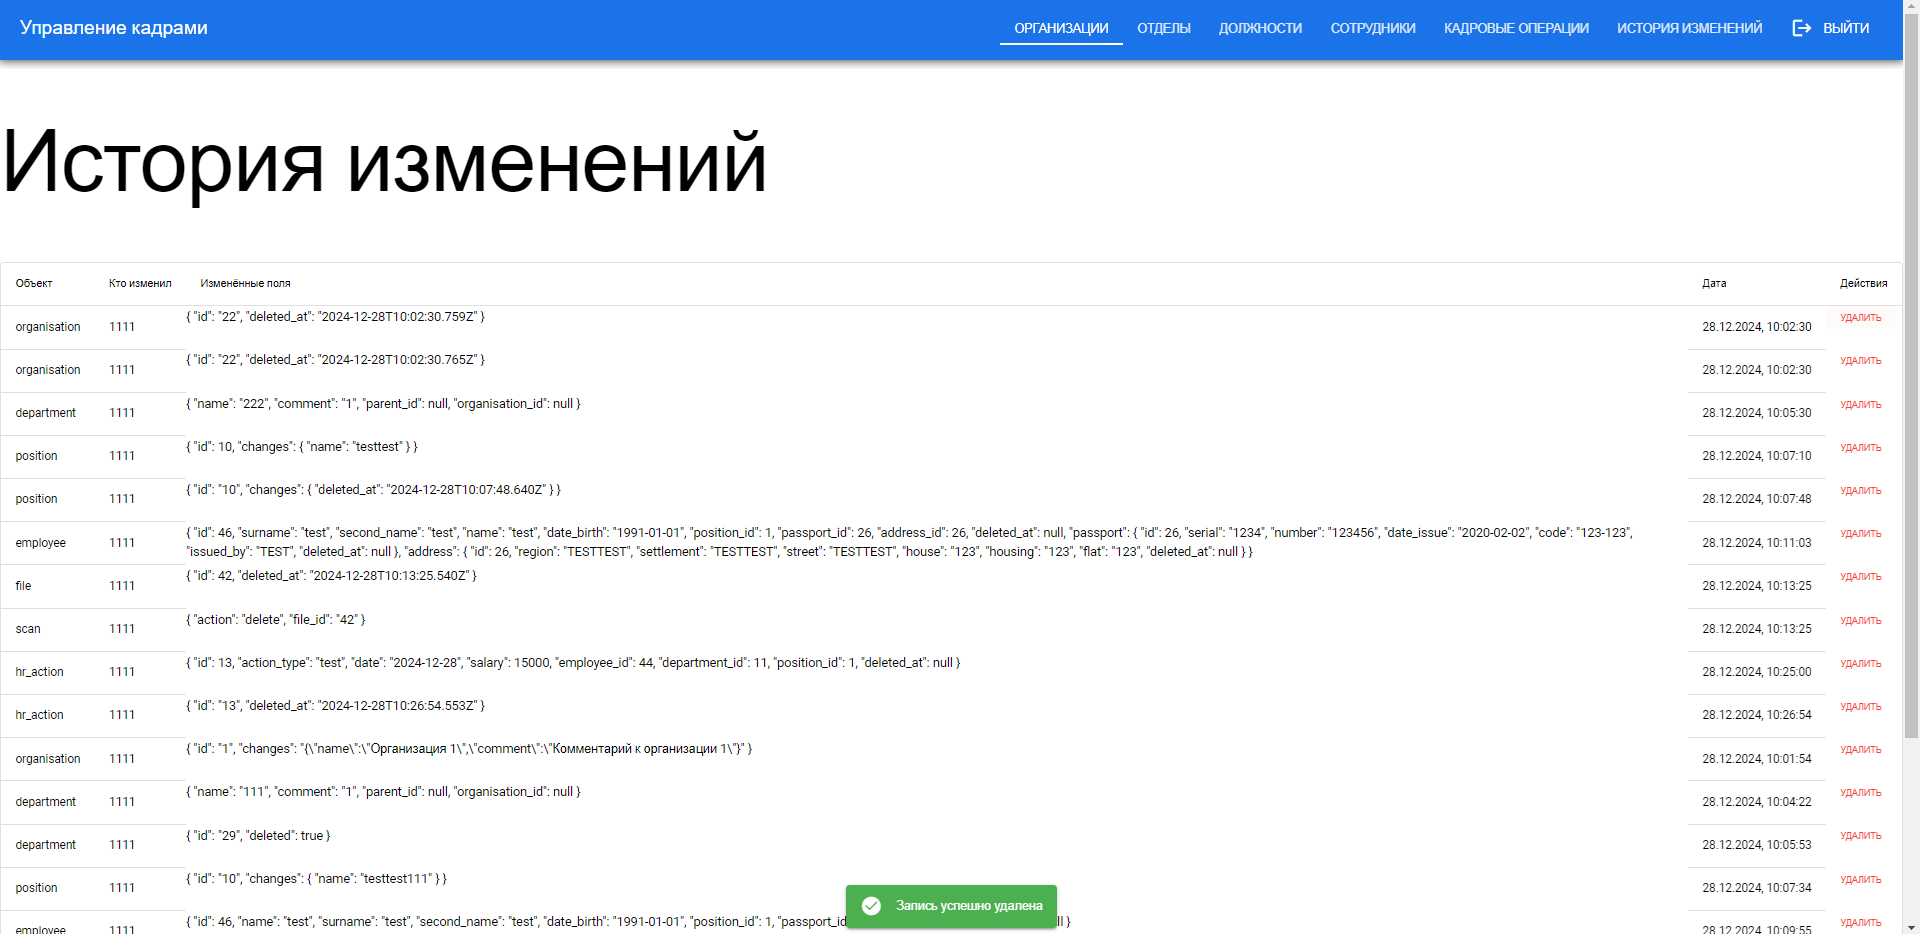 Управление кадрами
ОРГАНИЗАЦИИ ОТДЕЛЫ ДОЛЖНОСТИ СОТРУДНИКИ КАДРОВЫЕ ОПЕРАЦИИ ИСТОРИЯ ИЗМЕНЕНИЙ ВЫЙТИ
История изменений
Объект Кто изменил Изменённые поля Дата Действия
organisation 1111 { "id": "22", "deleted_at": "2024-12-28T10:02:30.759Z" } 28.12.2024, 10:02:30 УДАЛИТЬ
organisation 1111 { "id": "22", "deleted_at": "2024-12-28T10:02:30.765Z" } 28.12.2024, 10:02:30 УДАЛИТЬ
department 1111 { "name": "222", "comment": "1", "parent_id": null, "organisation_id": null } 28.12.2024, 10:05:30 УДАЛИТЬ
position 1111 { "id": 10, "changes": { "name": "testtest" } } 28.12.2024, 10:07:10 УДАЛИТЬ
position 1111 { "id": "10", "changes": { "deleted_at": "2024-12-28T10:07:48.640Z" } } 28.12.2024, 10:07:48 УДАЛИТЬ
employee 1111 { "id": 46, "surname": "test", "second_name": "test", "name": "test", "date_birth": "1991-01-01", "position_id": 1, "passport_id": 26, "address_id": 26, "deleted_at": null, "passport": { "id": 26, "serial": "1234", "number": "123456", "date_issue": "2020-02-02", "code": "123-123", 28.12.2024, 10:11:03 УДАЛИТЬ
"issued_by": "TEST", "deleted_at": null }, "address": { "id": 26, "region": "TESTTEST", "settlement": "TESTTEST", "street": "TESTTEST", "house": "123", "housing": "123", "flat": "123", "deleted_at": null } }
file 1111 { "id": 42, "deleted_at": "2024-12-28T10:13:25.540Z" } 28.12.2024, 10:13:25 УДАЛИТЬ
scan 1111 { "action": "delete", "file_id": "42" } 28.12.2024, 10:13:25 УДАЛИТЬ
hr_action 1111 { "id": 13, "action_type": "test", "date": "2024-12-28", "salary": 15000, "employee_id": 44, "department_id": 11, "position_id": 1, "deleted_at": null } 28.12.2024, 10:25:00 УДАЛИТЬ
hr_action 1111 { "id": "13", "deleted_at": "2024-12-28T10:26:54.553Z" } 28.12.2024, 10:26:54 УДАЛИТЬ
organisation 1111 { "id": "1", "changes": "{\"name\":\"Организация 1\",\"comment\":\"Комментарий к организации 1\"}" } 28.12.2024, 10:01:54 УДАЛИТЬ
department 1111 { "name": "111", "comment": "1", "parent_id": null, "organisation_id": null } 28.12.2024, 10:04:22 УДАЛИТЬ
department 1111 { "id": "29", "deleted": true } 28.12.2024, 10:05:53 УДАЛИТЬ
position 1111 { "id": "10", "changes": { "name": "testtest111" } } 28.12.2024, 10:07:34 УДАЛИТЬ
employee 1111 { "id": 46, "name": "test", "surname": "test", "second_name": "test", "date_birth": "1991-01-01", "position_id": 1, } 28.12.2024, 10:09:55 УДАЛИТЬ
Запись успешно удалена